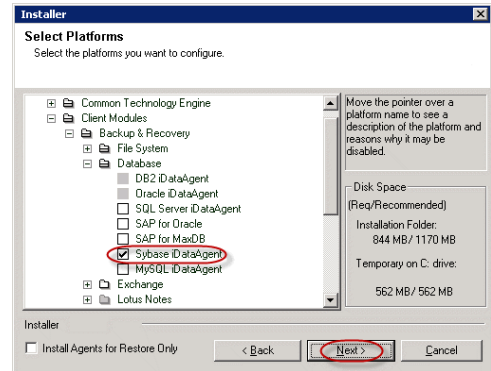 Installer
Select Platforms
Select the platforms you want to configure.
Common Technology Engine
Client Modules
Backup & Recovery
File System
Database
DB2 iDataAgent
Oracle iDataAgent
SQL Server iDataAgent
SAP for Oracle
SAP for MaxDB
Sybase iDataAgent
MySQL iDataAgent
Exchange
Lotus Notes
Move the pointer over a
platform name to see a
description of the platform and
reasons why it may be
disabled.
Disk Space
(Req/Recommended)
Installation Folder:
844 MB/ 1170 MB
Temporary on C: drive:
562 MB/ 562 MB
Installer
Install Agents for Restore Only
< Back
Next >
Cancel